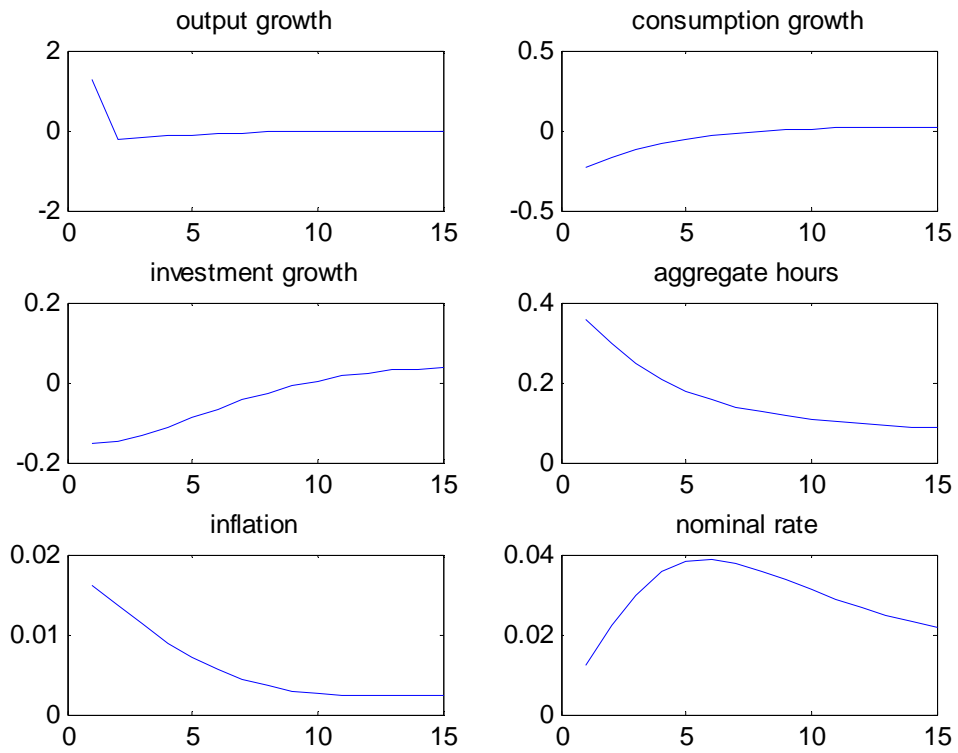 output growth
2
0
-2
0 5 10 15
consumption growth
0.5
0
-0.5
0 5 10 15
investment growth
0.2
0
-0.2
0 5 10 15
aggregate hours
0.4
0.2
0
0 5 10 15
inflation
0.02
0.01
0
0 5 10 15
nominal rate
0.04
0.02
0
0 5 10 15